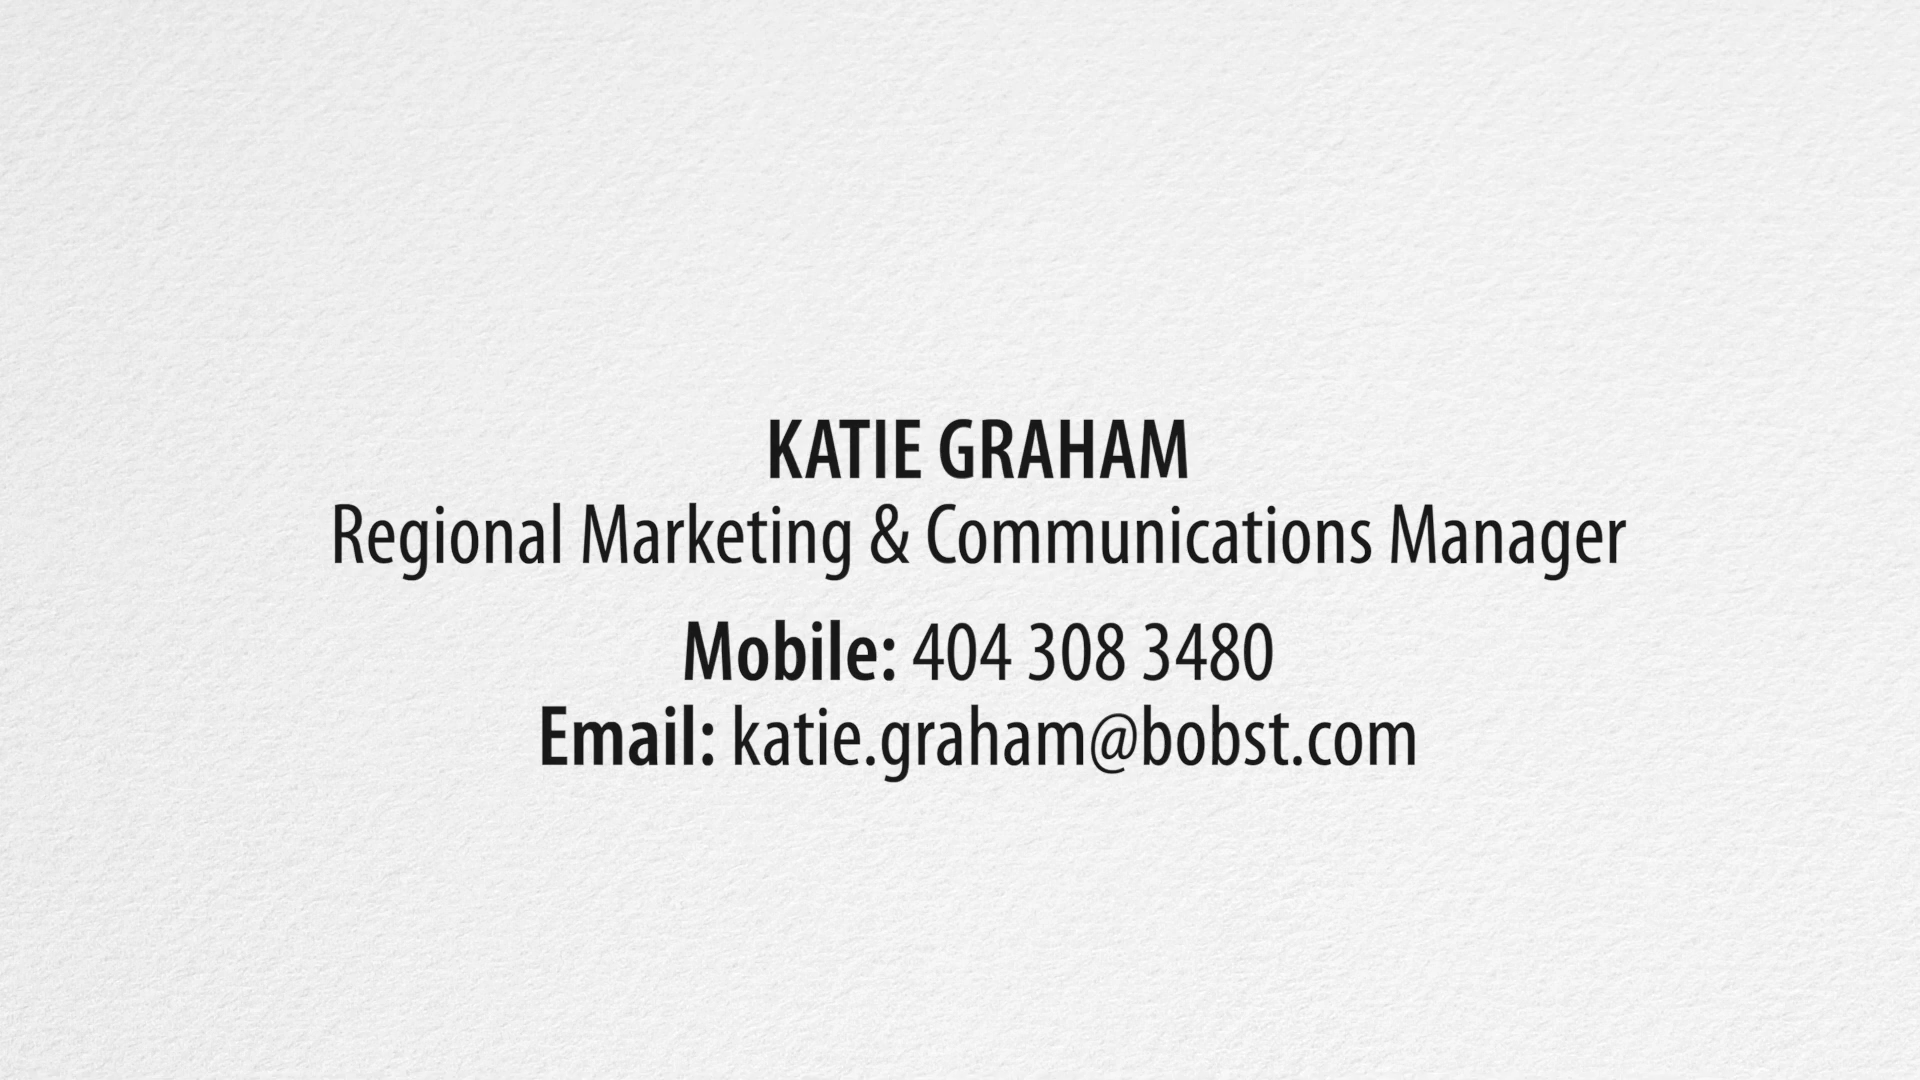 KATIE GRAHAM
Regional Marketing & Communications Manager
Mobile: 404 308 3480
Email: katie.graham@bobst.com